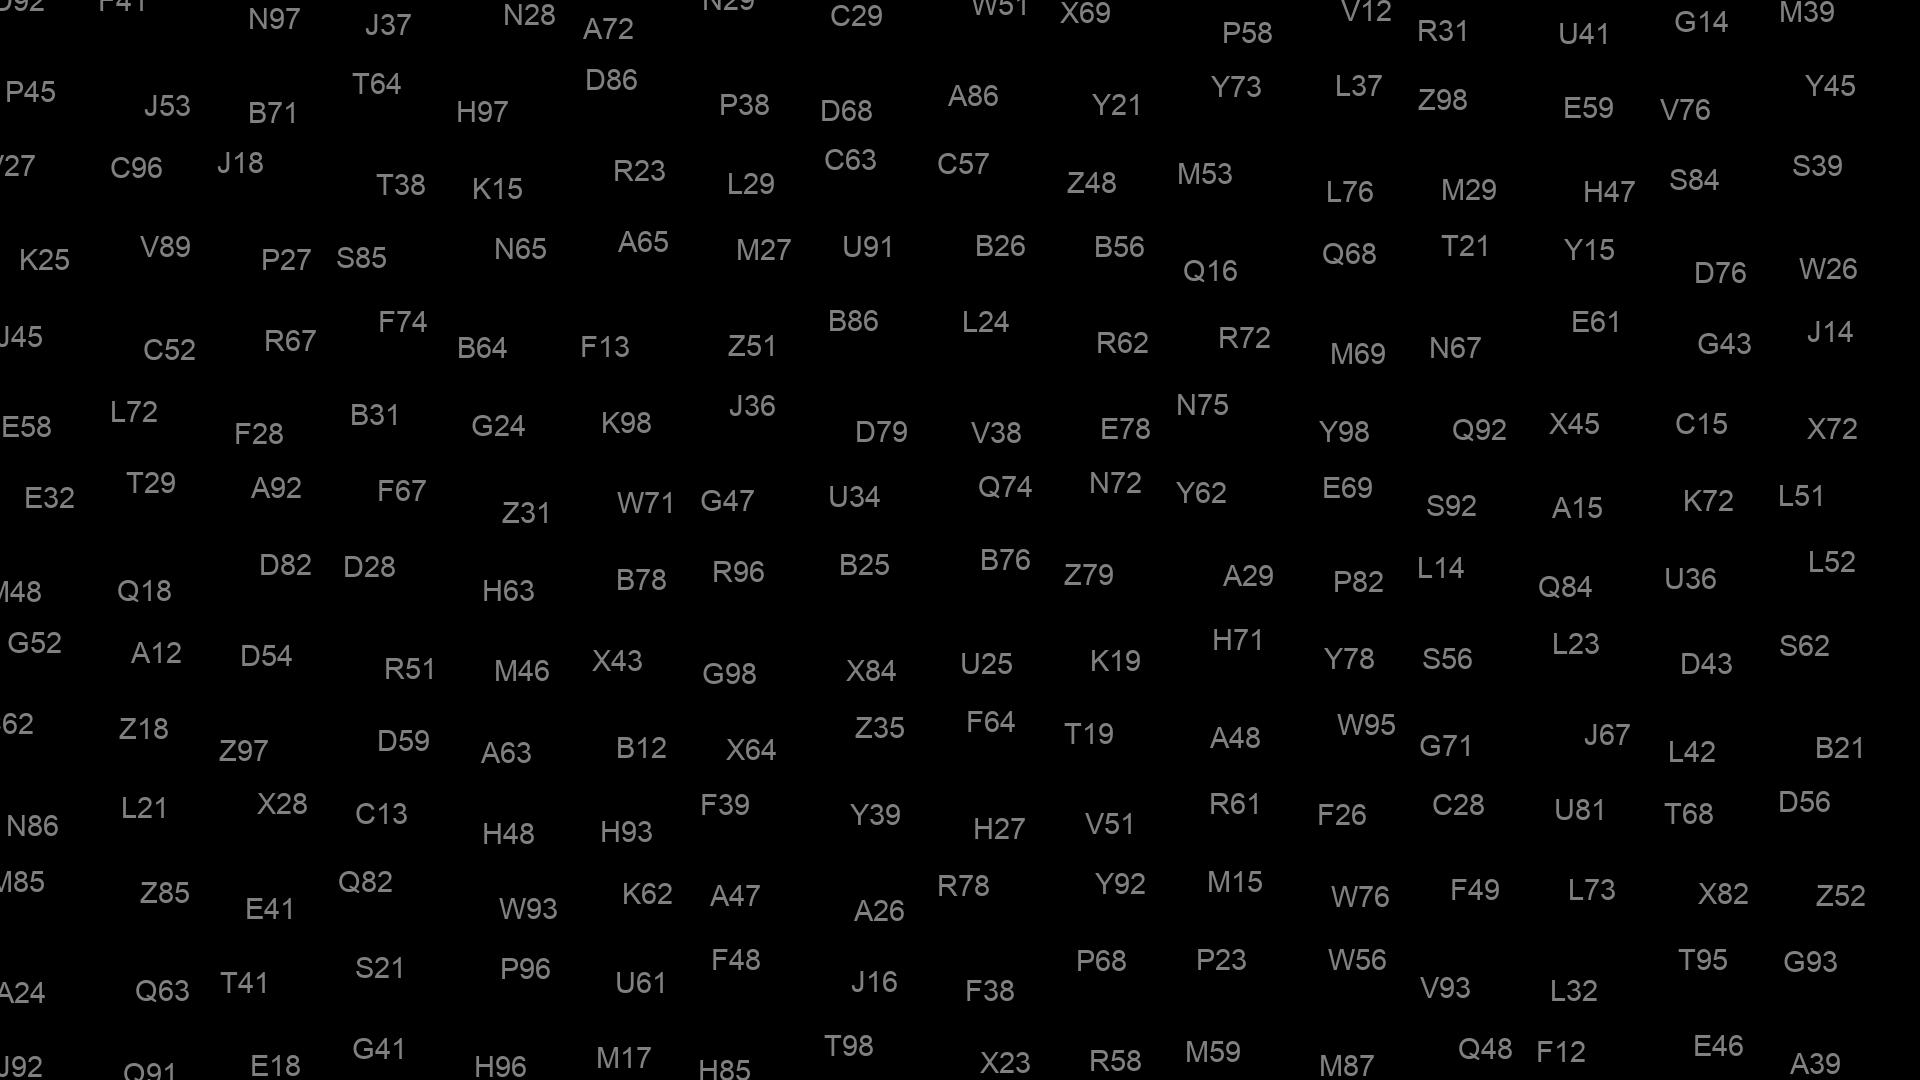 F41 N97 J37 N28 A72 N29 C29 W51 X69 P58 V12 R31 U41 G14 M39
P45 J53 B71 T64 H97 D86 P38 D68 A86 Y21 Y73 L37 Z98 E59 V76 Y45
C96 J18 T38 K15 R23 L29 C63 C57 Z48 M53 L76 M29 H47 S84 S39
K25 V89 P27 S85 N65 A65 M27 U91 B26 B56 Q16 Q68 T21 Y15 D76 W26
J45 C52 R67 F74 B64 F13 Z51 B86 L24 R62 R72 M69 N67 E61 G43 J14
E58 L72 F28 B31 G24 K98 J36 D79 V38 E78 N75 Y98 Q92 X45 C15 X72
E32 T29 A92 F67 Z31 W71 G47 U34 Q74 N72 Y62 E69 S92 A15 K72 L51
M48 Q18 D82 D28 H63 B78 R96 B25 B76 Z79 A29 P82 L14 Q84 U36 L52
G52 A12 D54 R51 M46 X43 G98 X84 U25 K19 H71 Y78 S56 L23 D43 S62
62 Z18 Z97 D59 A63 B12 X64 Z35 F64 T19 A48 W95 G71 J67 L42 B21
N86 L21 X28 C13 H48 H93 F39 Y39 H27 V51 R61 F26 C28 U81 T68 D56
M85 Z85 E41 Q82 W93 K62 A47 A26 R78 Y92 M15 W76 F49 L73 X82 Z52
A24 Q63 T41 S21 P96 U61 F48 J16 F38 P68 P23 W56 V93 L32 T95 G93
J92 Q91 E18 G41 H96 M17 H85 T98 X23 R58 M59 M87 Q48 F12 E46 A39